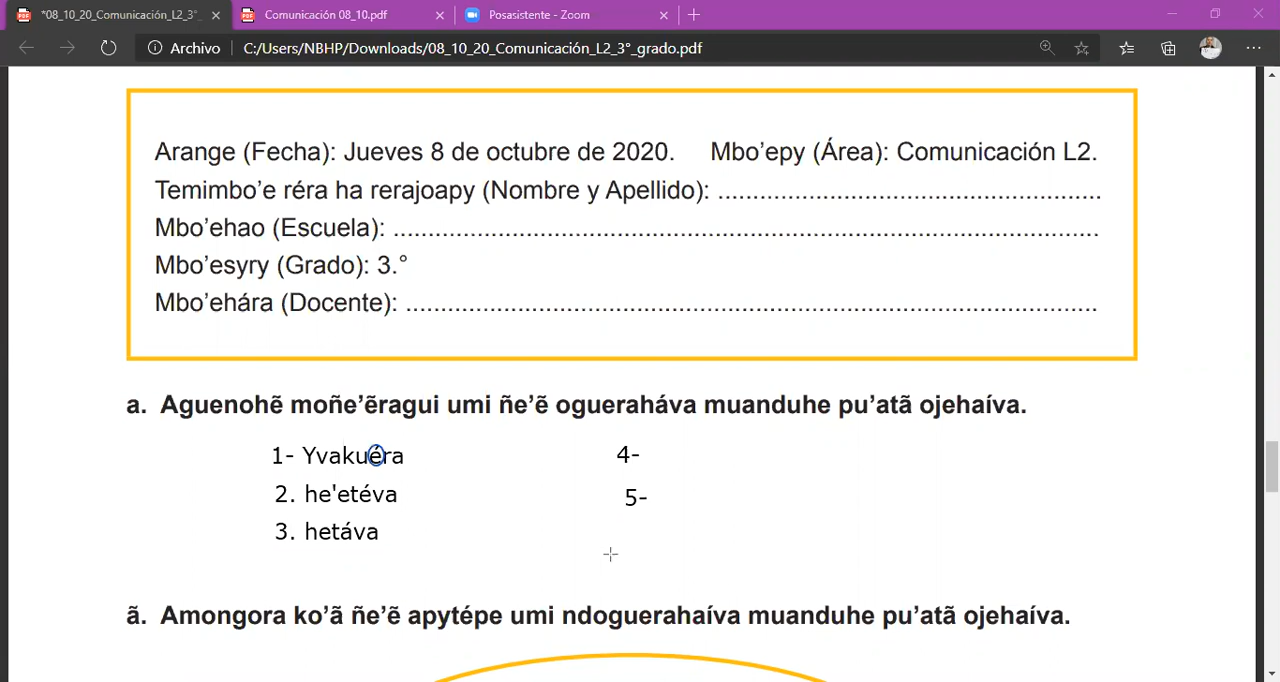 *08_10_20_Comunicación_L2_3°_
Comunicación 08_10.pdf
Posasistente - Zoom
Archivo
C:/Users/NBHP/Downloads/08_10_20_Comunicación_L2_3°_grado.pdf
Arange (Fecha): Jueves 8 de octubre de 2020. Mbo’epy (Área): Comunicación L2.
Temimbo’e réra ha rerajoapy (Nombre y Apellido): ......................................................
Mbo’ehao (Escuela): ....................................................................................................
Mbo’esyry (Grado): 3.°
Mbo’ehára (Docente): ..................................................................................................
a. Aguenohẽ moñe’ẽragui umi ñe’ẽ ogueraháva muanduhe pu’atã ojehaíva.
1- Yvakuéra 4-
2. he'etéva 5-
3. hetáva
ã. Amongora ko’ã ñe’ẽ apytépe umi ndoguerahaíva muanduhe pu’atã ojehaíva.